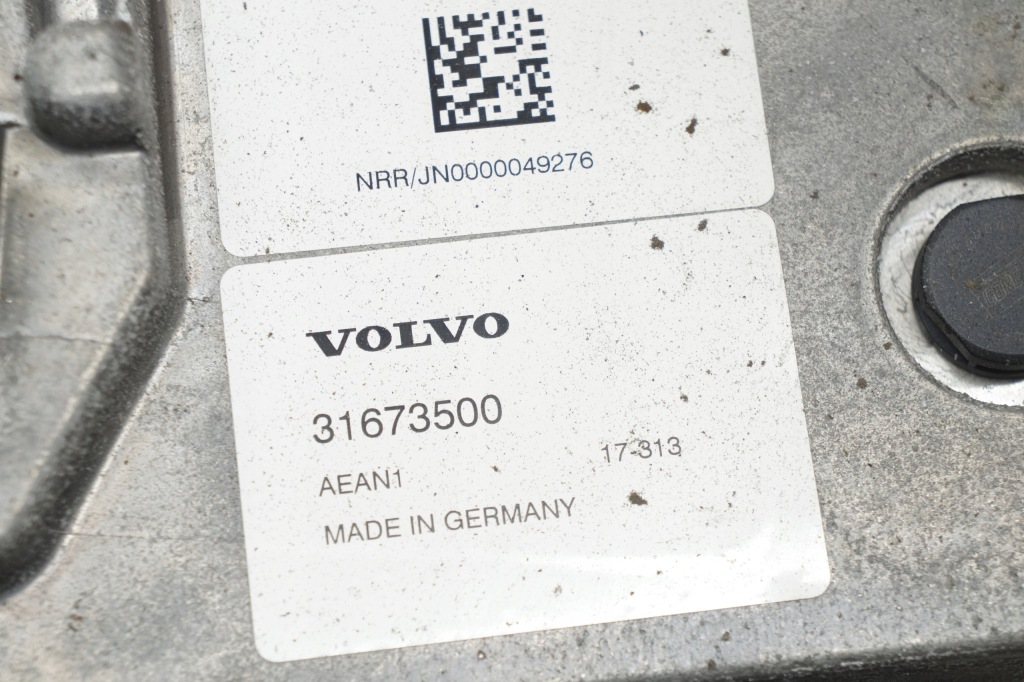 NRR/JN0000049276
VOLVO
31673500
AEAN1 17-313
MADE IN GERMANY